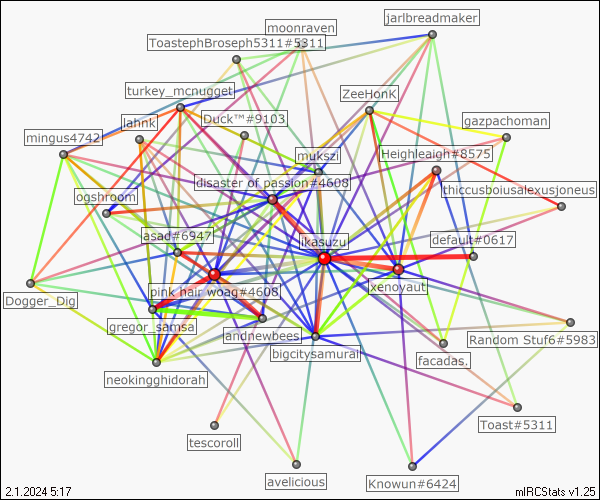 moonraven
jarlbreadmaker
ToastephBroseph5311#5311
turkey_mcnugget
ZeeHonk
lahnk
Duck™#9103
gazpachoman
mingus4742
mukszi
Heighleaigh#8575
disaster of passion#4608
thiccusboiusalexusjoneus
ogshroom
asad#6947
ikasuzu
default#0617
Dogger_Dig
pink hair woag#4608
xenoyaut
gregor_samsa
andnewbees
bigcitysamurai
Random Stuf6#5983
neokingghidorah
facadas.
Toast#5311
tescoroll
avelicious
Knowun#6424
2.1.2024 5:17
mIRCStats v1.25